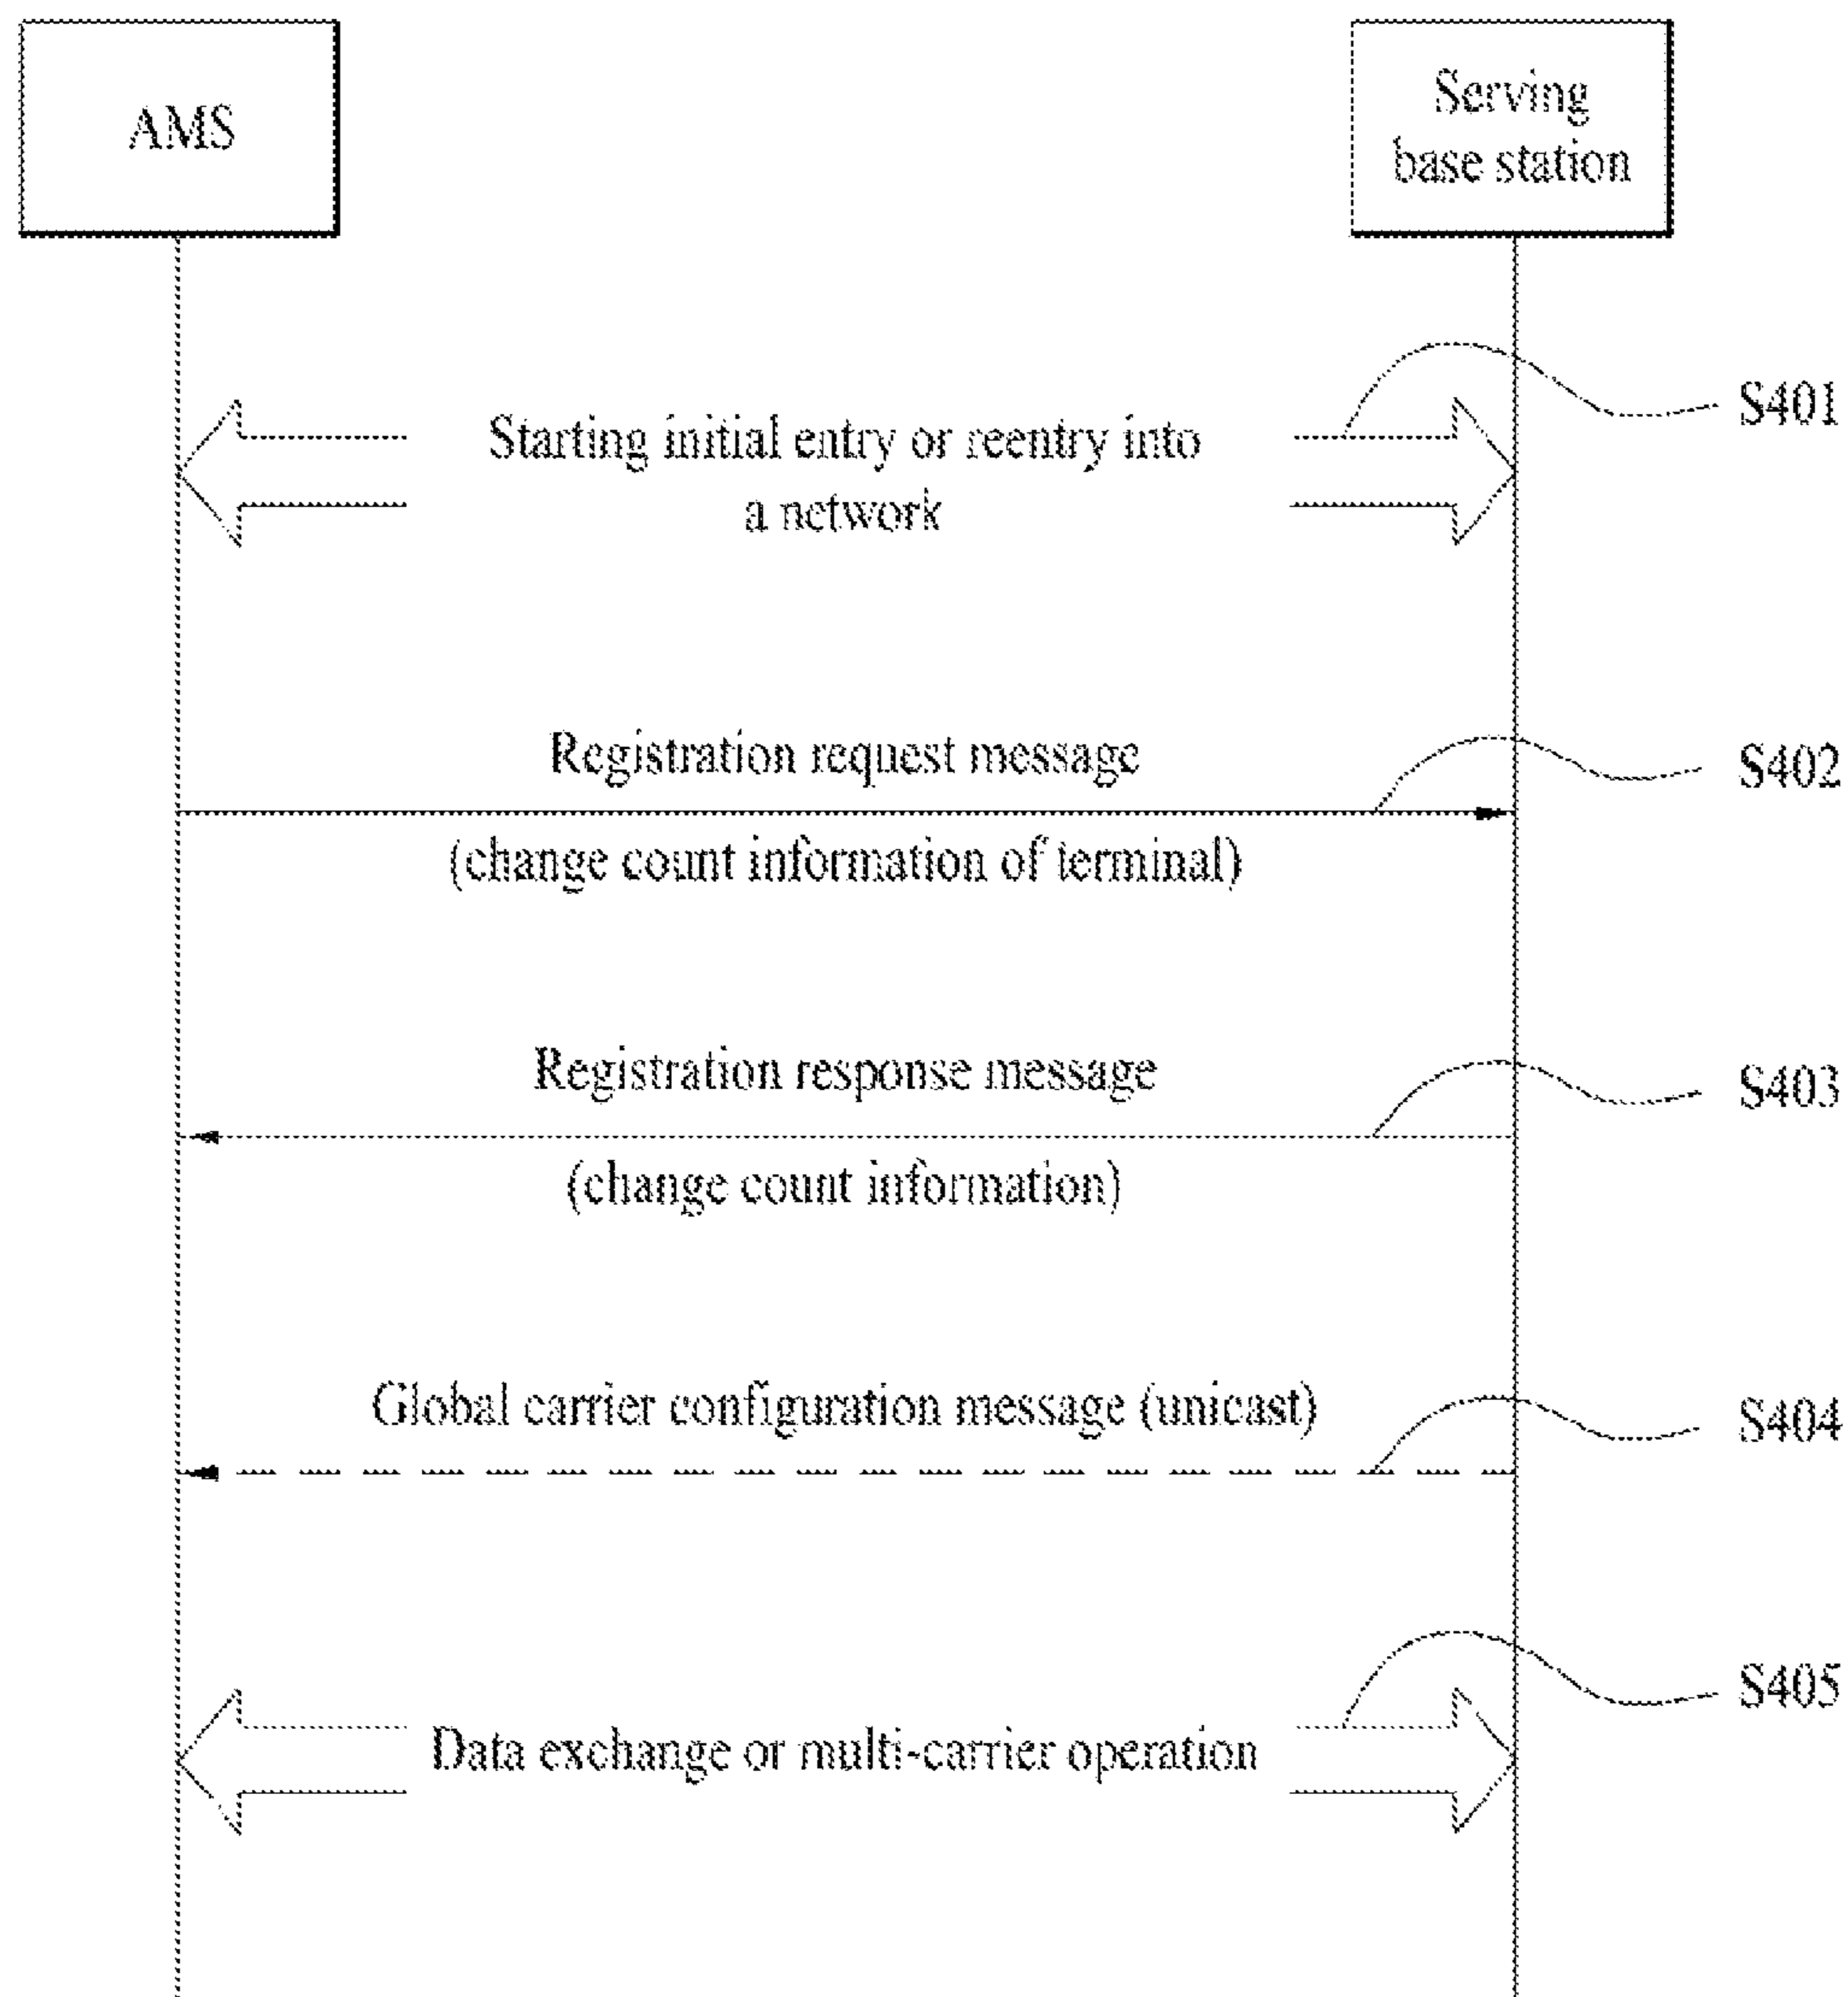 AMS
Serving
base station
S401
Starting initial entry or reentry into
a network
Registration request message
S402
(change count information of terminal)
Registration response message
S403
(change count information)
Global carrier configuration message (unicast)
S404
S405
Data exchange or multi-carrier operation